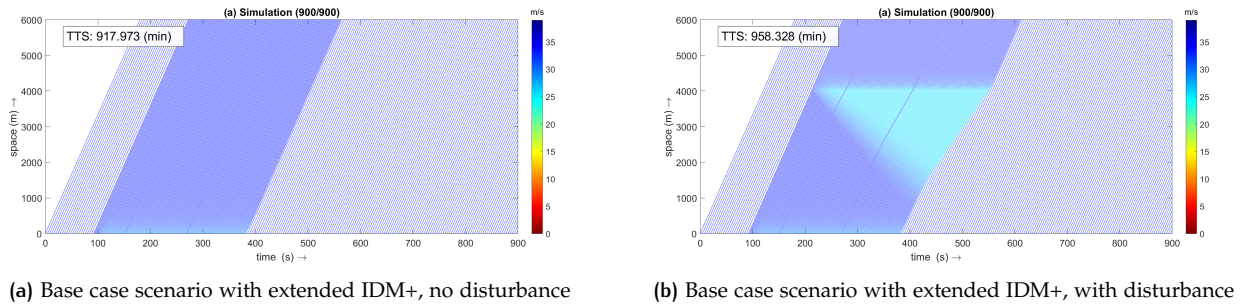 (a) Simulation (900/900)
m/s
TTS: 917.973 (min)
6000
5000
4000
3000
2000
1000
0
space (m) →
0 100 200 300 400 500 600 700 800 900
time (s) →
35
30
25
20
15
10
5
0
(a) Base case scenario with extended IDM+, no disturbance
(a) Simulation (900/900)
m/s
TTS: 958.328 (min)
6000
5000
4000
3000
2000
1000
0
space (m) →
0 100 200 300 400 500 600 700 800 900
time (s) →
35
30
25
20
15
10
5
0
(b) Base case scenario with extended IDM+, with disturbance